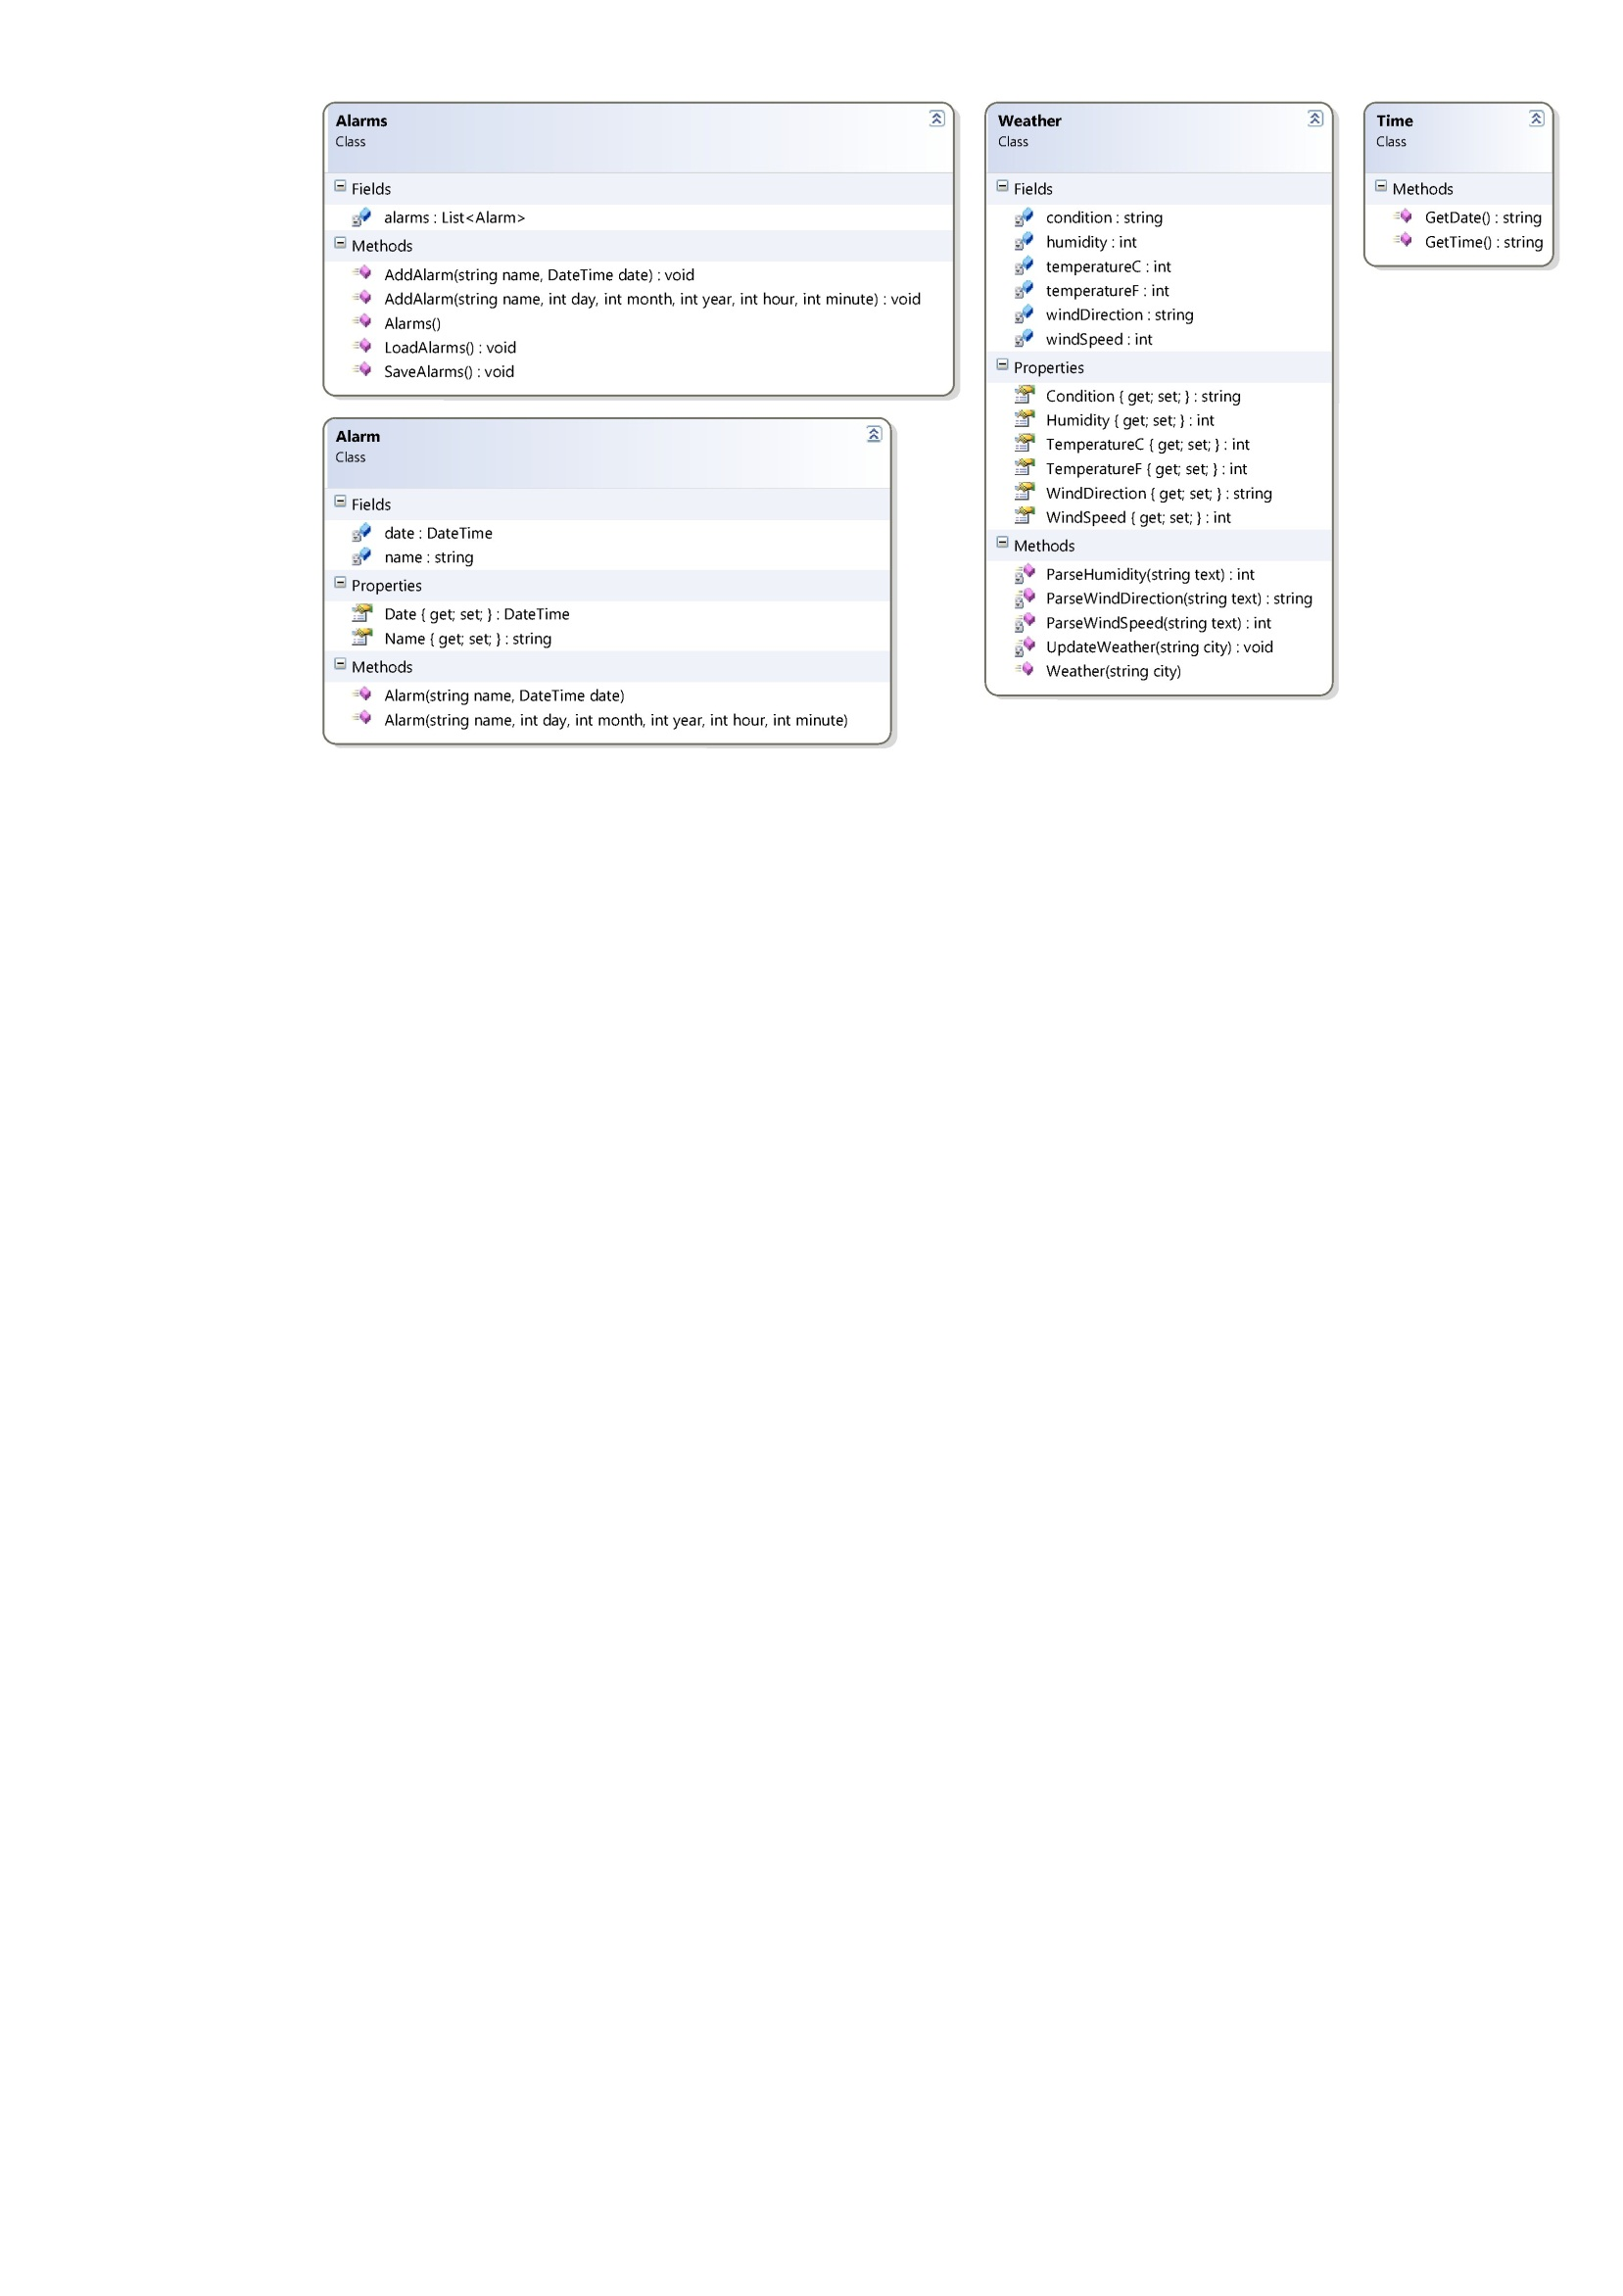 Alarms
Class
Fields
alarms : List<Alarm>
Methods
AddAlarm(string name, DateTime date) : void
AddAlarm(string name, int day, int month, int year, int hour, int minute) : void
Alarms()
LoadAlarms() : void
SaveAlarms() : void
Alarm
Class
Fields
date : DateTime
name : string
Properties
Date { get; set; } : DateTime
Name { get; set; } : string
Methods
Alarm(string name, DateTime date)
Alarm(string name, int day, int month, int year, int hour, int minute)
Weather
Class
Fields
condition : string
humidity : int
temperatureC : int
temperatureF : int
windDirection : string
windSpeed : int
Properties
Condition { get; set; } : string
Humidity { get; set; } : int
TemperatureC { get; set; } : int
TemperatureF { get; set; } : int
WindDirection { get; set; } : string
WindSpeed { get; set; } : int
Methods
ParseHumidity(string text) : int
ParseWindDirection(string text) : string
ParseWindSpeed(string text) : int
UpdateWeather(string city) : void
Weather(string city)
Time
Class
Methods
GetDate() : string
GetTime() : string